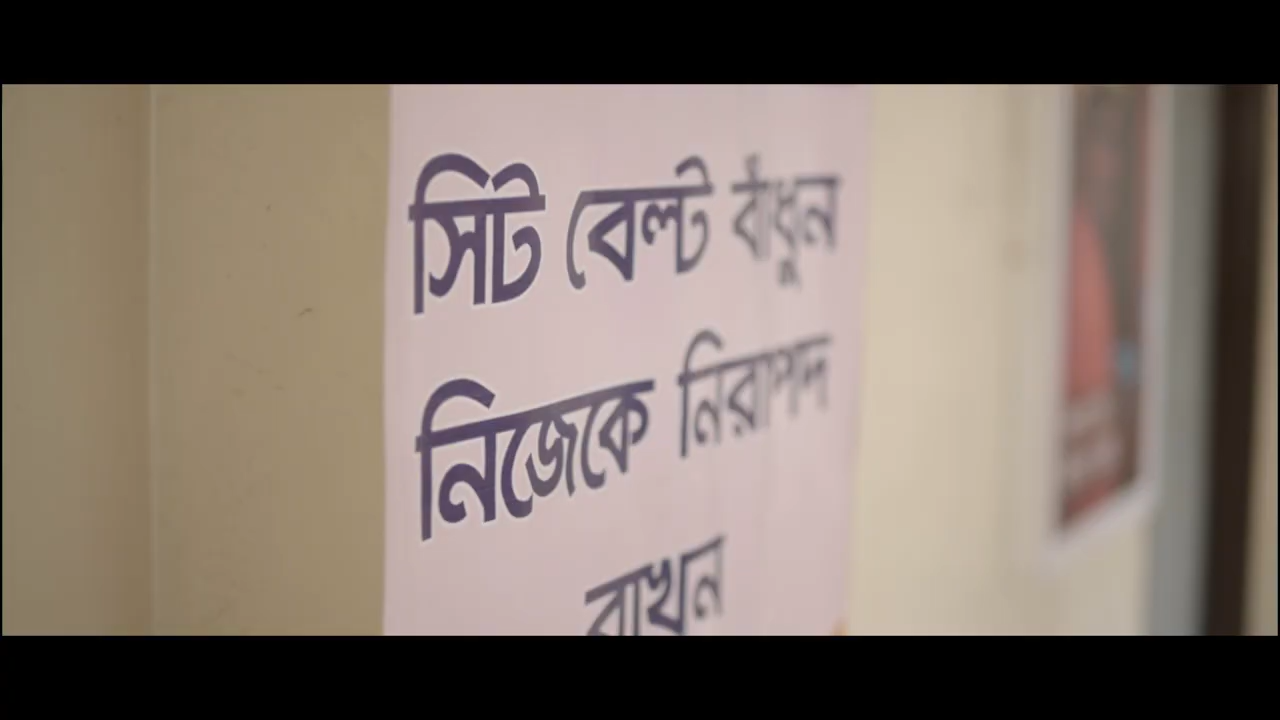 সিট বেল্ট বাঁধুন
নিজেকে নিরাপদ
রাখুন